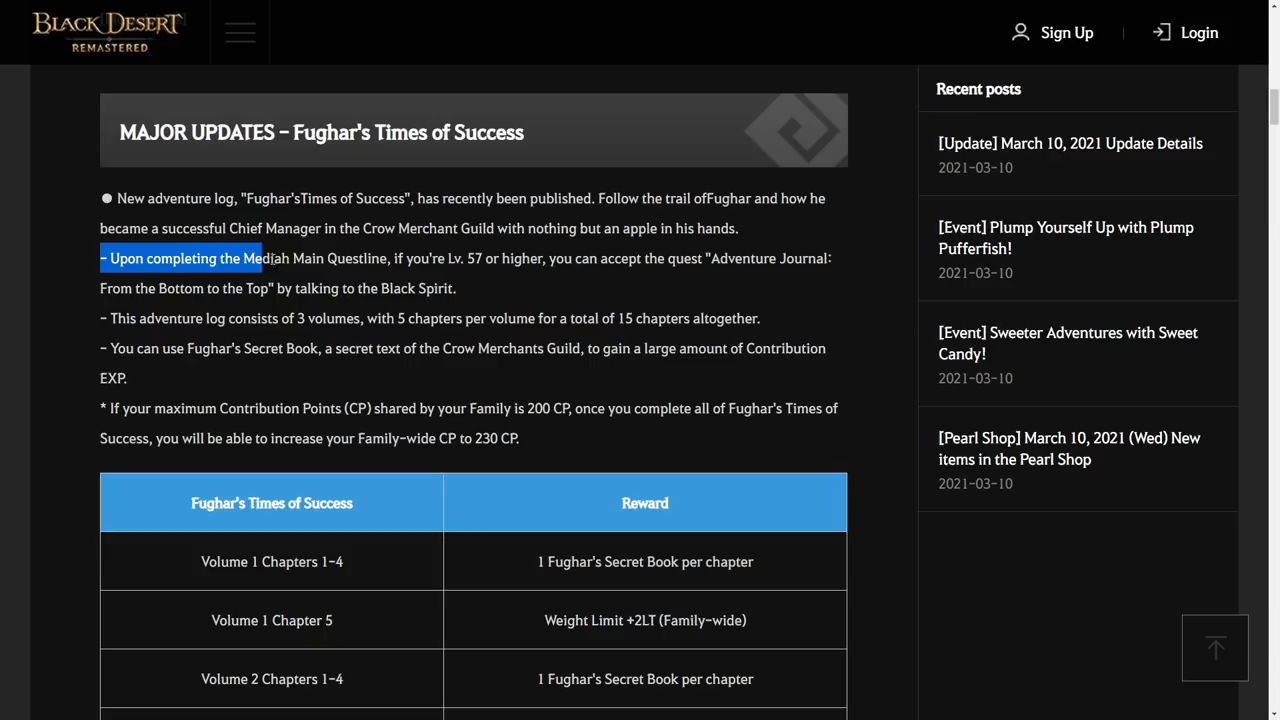 BLACK DESERT
REMASTERED
Sign Up
Login
MAJOR UPDATES - Fughar's Times of Success
● New adventure log, "Fughar'sTimes of Success", has recently been published. Follow the trail ofFughar and how he
became a successful Chief Manager in the Crow Merchant Guild with nothing but an apple in his hands.
- Upon completing the Mediah Main Questline, if you're Lv. 57 or higher, you can accept the quest "Adventure Journal:
From the Bottom to the Top" by talking to the Black Spirit.
- This adventure log consists of 3 volumes, with 5 chapters per volume for a total of 15 chapters altogether.
- You can use Fughar's Secret Book, a secret text of the Crow Merchants Guild, to gain a large amount of Contribution
EXP.
* If your maximum Contribution Points (CP) shared by your Family is 200 CP, once you complete all of Fughar's Times of
Success, you will be able to increase your Family-wide CP to 230 CP.
Fughar's Times of Success
Reward
Volume 1 Chapters 1-4
1 Fughar's Secret Book per chapter
Volume 1 Chapter 5
Weight Limit +2LT (Family-wide)
Volume 2 Chapters 1-4
1 Fughar's Secret Book per chapter
Recent posts
[Update] March 10, 2021 Update Details
2021-03-10
[Event] Plump Yourself Up with Plump
Pufferfish!
2021-03-10
[Event] Sweeter Adventures with Sweet
Candy!
2021-03-10
[Pearl Shop] March 10, 2021 (Wed) New
items in the Pearl Shop
2021-03-10